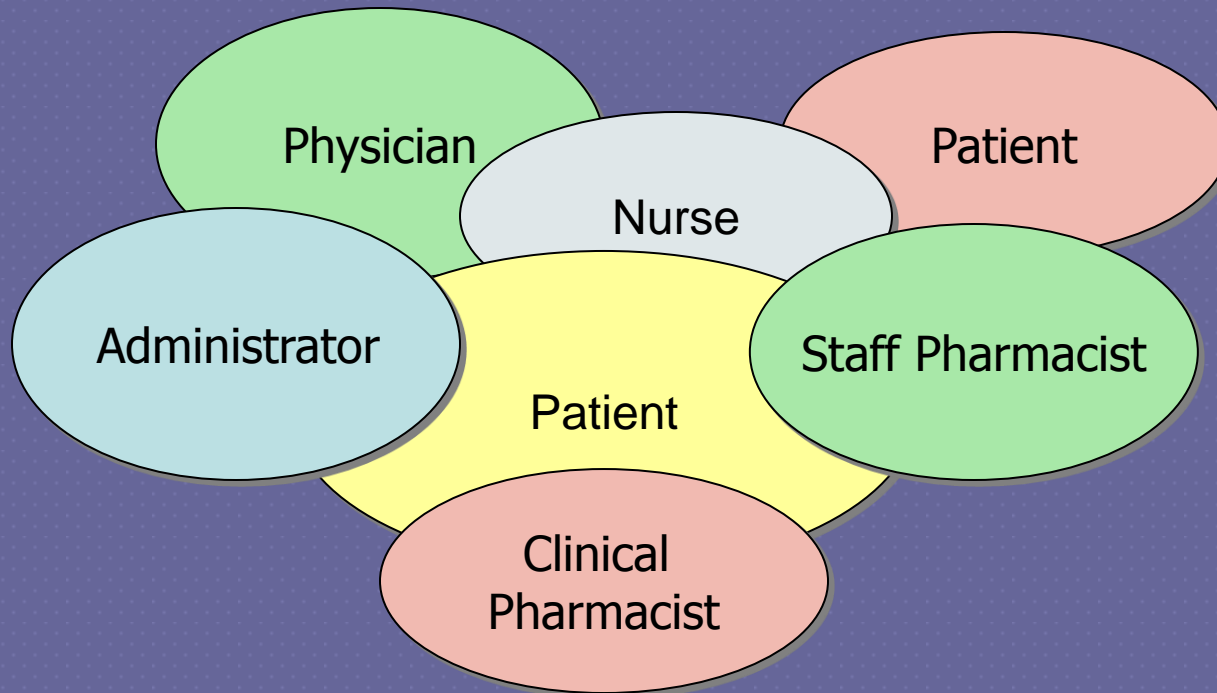 Physician
Patient
Nurse
Administrator
Staff Pharmacist
Patient
Clinical
Pharmacist